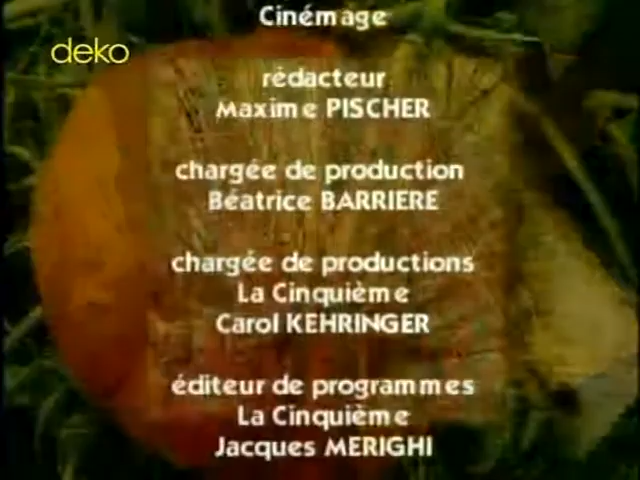 Cinémage
deko
rédacteur
Maxime PISCHER
chargée de production
Béatrice BARRIERE
chargée de productions
La Cinquième
Carol KEHRINGER
éditeur de programmes
La Cinquième
Jacques MERIGHI